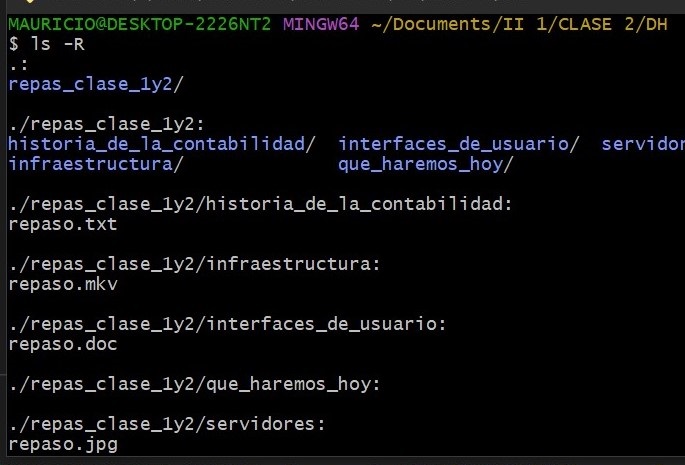 MAURICIO@DESKTOP-2226NT2 MINGW64 ~/Documents/II 1/CLASE 2/DH
$ ls -R
.:
repas_clase_1y2/
./repas_clase_1y2:
historia_de_la_contabilidad/ interfaces_de_usuario/
infraestructura/ que_haremos_hoy/
./repas_clase_1y2/historia_de_la_contabilidad:
repaso.txt
./repas_clase_1y2/infraestructura:
repaso.mkv
./repas_clase_1y2/interfaces_de_usuario:
repaso.doc
./repas_clase_1y2/que_haremos_hoy:
./repas_clase_1y2/servidores:
repaso.jpg